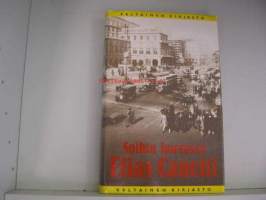 KELTAINEN KIRJASTO
Soihtu korvassa
Elias Canetti
KELTAINEN KIRJASTO